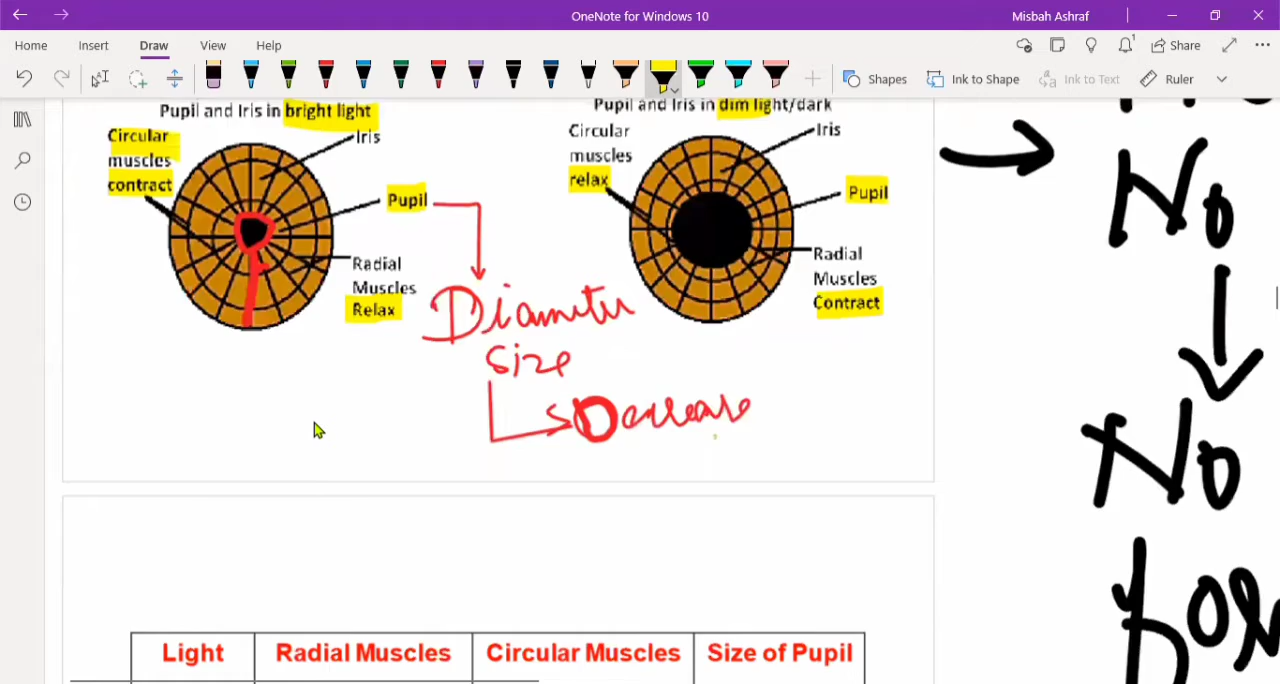 OneNote for Windows 10
Misbah Ashraf
Home Insert Draw View Help
Share
Shapes
Ink to Shape
Ink to Text
Ruler
Pupil and Iris in bright light
Circular
muscles
contract
Iris
Pupil
Radial
Muscles
Relax
Pupil and Iris in dim light/dark
Circular
muscles
relax
Iris
Pupil
Radial
Muscles
Contract
Diameter
size
Decrease
No
No
Light Radial Muscles Circular Muscles Size of Pupil